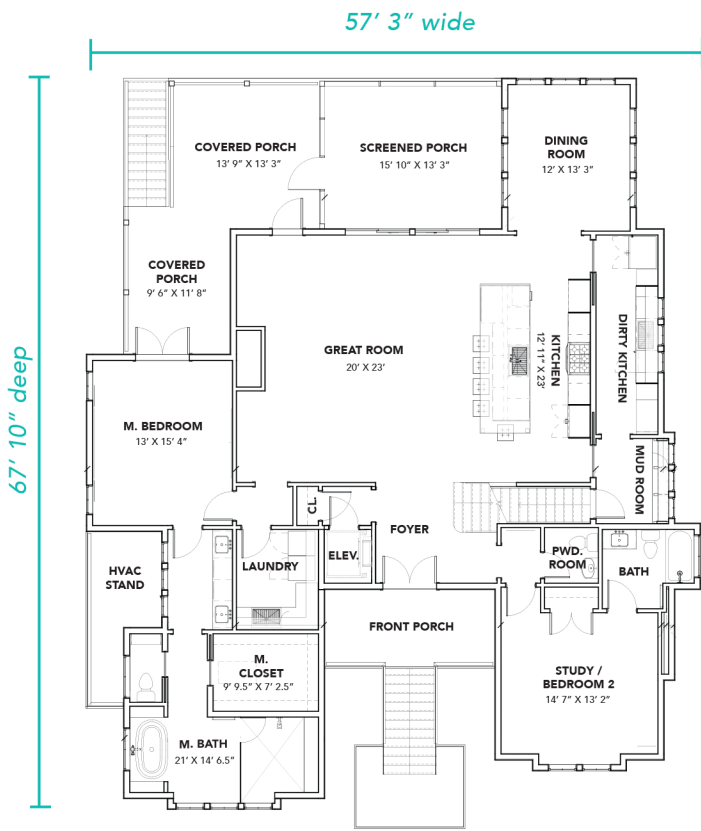 57' 3" wide
67' 10" deep
COVERED PORCH
13' 9" X 13' 3"
SCREENED PORCH
15' 10" X 13' 3"
DINING
ROOM
12' X 13' 3"
COVERED
PORCH
9' 6" X 11' 8"
GREAT ROOM
20' X 23'
KITCHEN
12' 11" X 23'
DIRTY KITCHEN
M. BEDROOM
13' X 15' 4"
MUD ROOM
CL.
FOYER
HVAC
STAND
LAUNDRY
ELEV.
PWD.
ROOM
BATH
FRONT PORCH
M.
CLOSET
9' 9.5" X 7' 2.5"
STUDY /
BEDROOM 2
14' 7" X 13' 2"
M. BATH
21' X 14' 6.5"